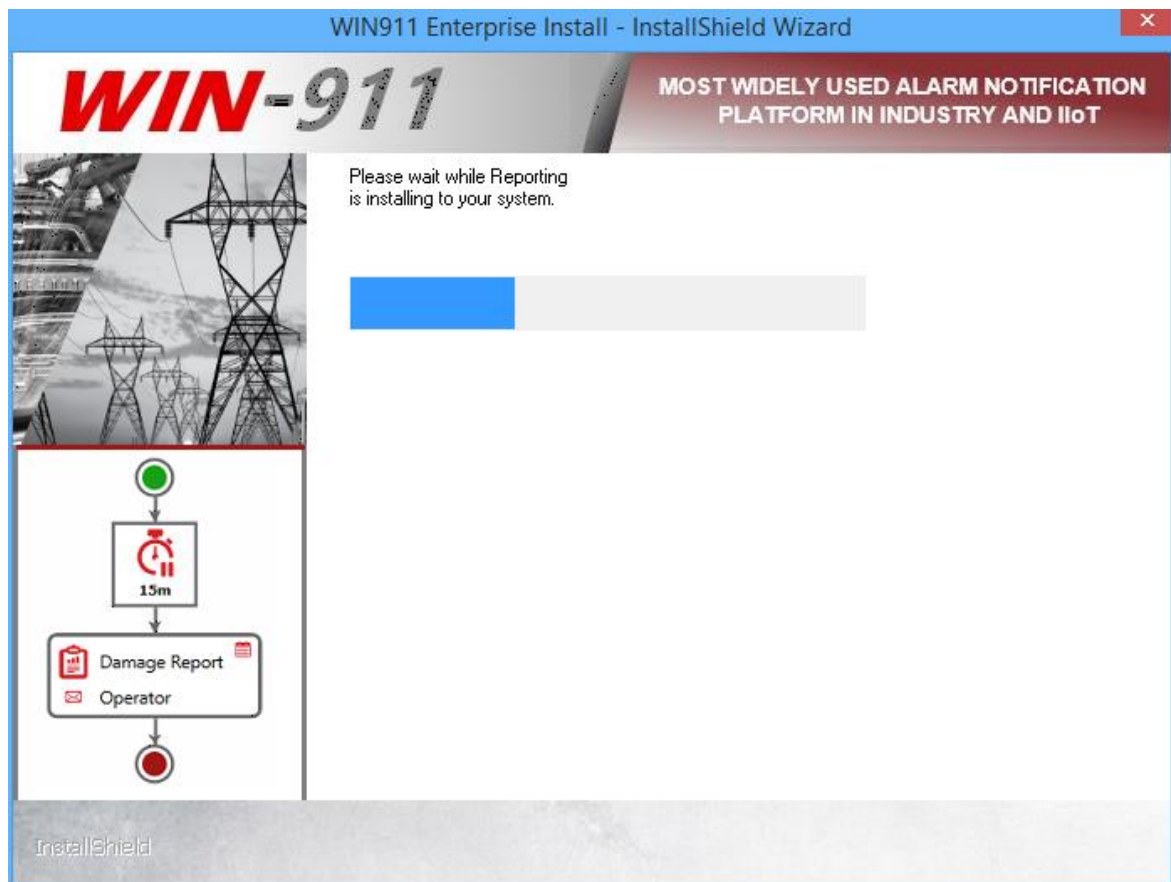 WIN911 Enterprise Install - InstallShield Wizard
WIN-911
MOST WIDELY USED ALARM NOTIFICATION
PLATFORM IN INDUSTRY AND IIoT
Please wait while Reporting
is installing to your system.
15m
Damage Report
Operator
InstallShield